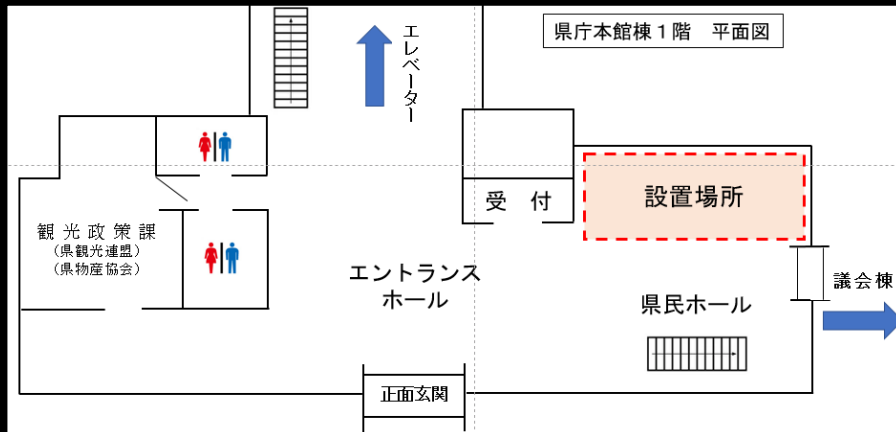 県庁本館棟１階　平面図
エレベーター
受　付
設置場所
観光政策課
（県観光連盟）
（県物産協会）
エントランス
ホール
議会棟
県民ホール
正面玄関